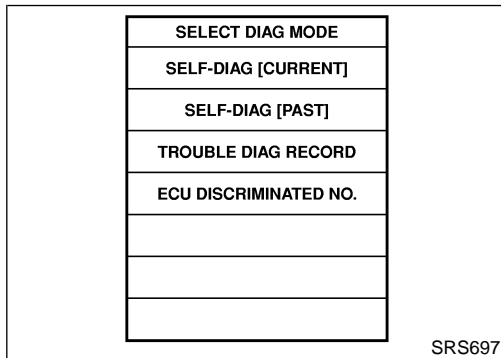 SELECT DIAG MODE
SELF-DIAG [CURRENT]
SELF-DIAG [PAST]
TROUBLE DIAG RECORD
ECU DISCRIMINATED NO.
SRS697